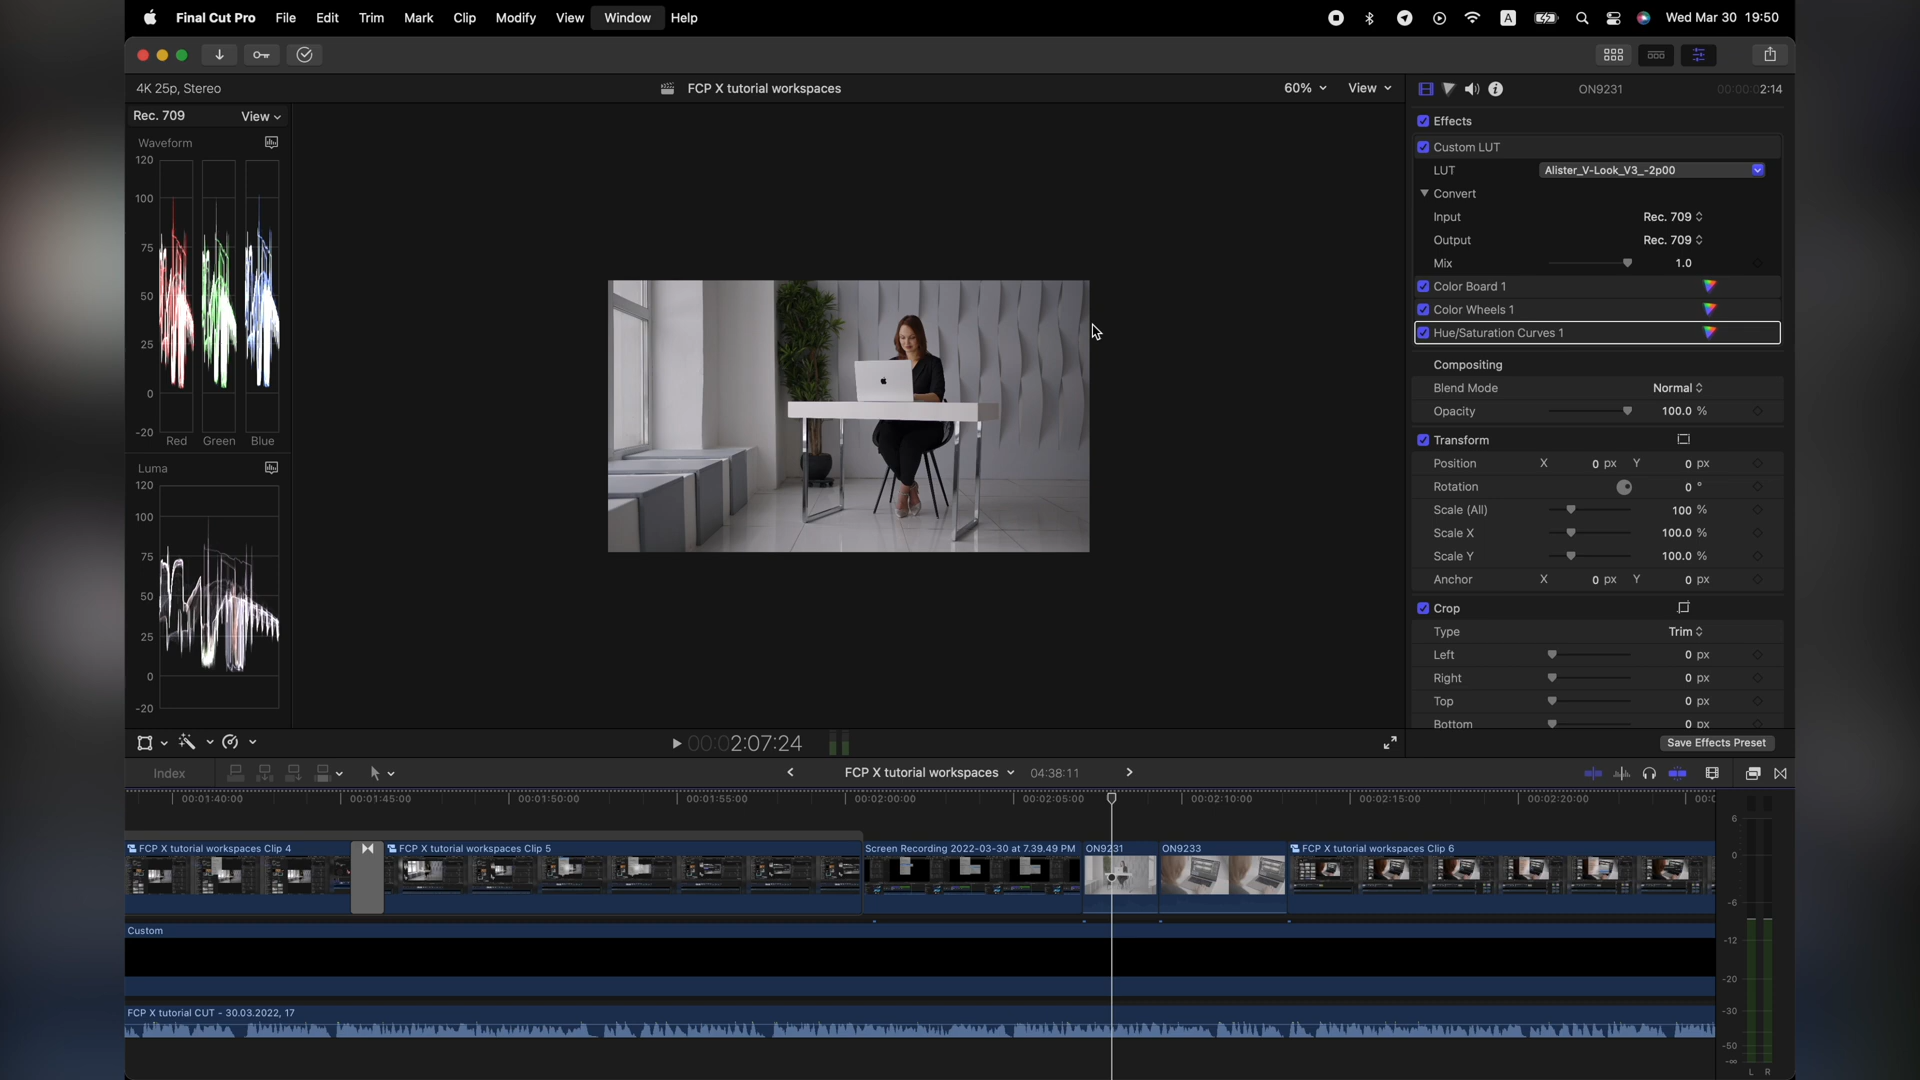 Final Cut Pro File Edit Trim Mark Clip Modify View Window Help A Wed Mar 30 19:50
4K 25p, Stereo FCP X tutorial workspaces 60% View ON9231 00:00:02:14
Rec. 709 View
Effects
Waveform
Custom LUT
120
LUT Alister_V-Look_V3_-2p00
100
Convert
Input Rec. 709
75
Output Rec. 709
Mix 1.0
50
Color Board 1
Color Wheels 1
25
Hue/Saturation Curves 1
0
Compositing
Blend Mode Normal
Opacity 100.0 %
-20
Red Green Blue
Transform
Luma
Position X 0 px Y 0 px
120
Rotation 0 °
100
Scale (All) 100 %
Scale X 100.0 %
75
Scale Y 100.0 %
Anchor X 0 px Y 0 px
50
Crop
25
Type Trim
Left 0 px
0
Right 0 px
Top 0 px
-20
Bottom 0 px
00:02:07:24 Save Effects Preset
Index FCP X tutorial workspaces 04:38:11
00:01:40:00 00:01:45:00 00:01:50:00 00:01:55:00 00:02:00:00 00:02:05:00 00:02:10:00 00:02:15:00 00:02:20:00
6
FCP X tutorial workspaces Clip 4 FCP X tutorial workspaces Clip 5 Screen Recording 2022-03-30 at 7.39.49 PM ON9231 ON9233 FCP X tutorial workspaces Clip 6
0
-6
Custom
-12
-20
FCP X tutorial CUT - 30.03.2022, 17
-30
-50
-∞
L R